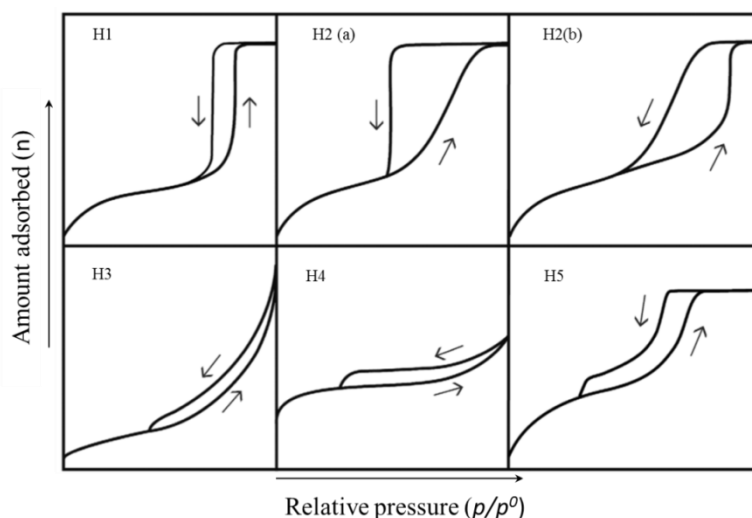 H1
H2 (a)
H2(b)
H3
H4
H5
Amount adsorbed (n)
Relative pressure (p/p⁰)